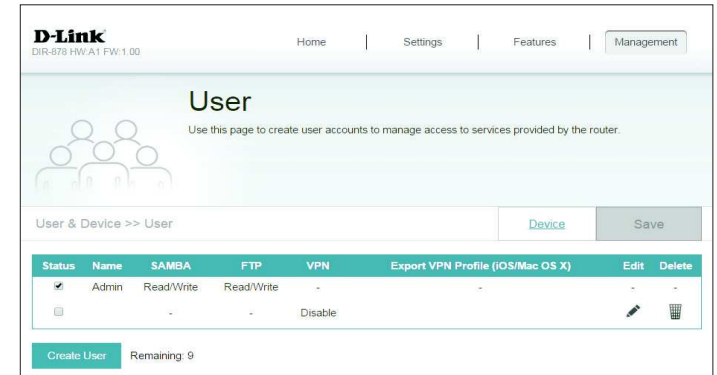 D-Link
DIR-878 HW:A1 FW:1.00
Home | Settings | Features | Management
User
Use this page to create user accounts to manage access to services provided by the router.
User & Device >> User
Device
Save
Status Name SAMBA FTP VPN Export VPN Profile (iOS/Mac OS X) Edit Delete
Admin Read/Write Read/Write - - - -
- - Disable
Create User Remaining: 9